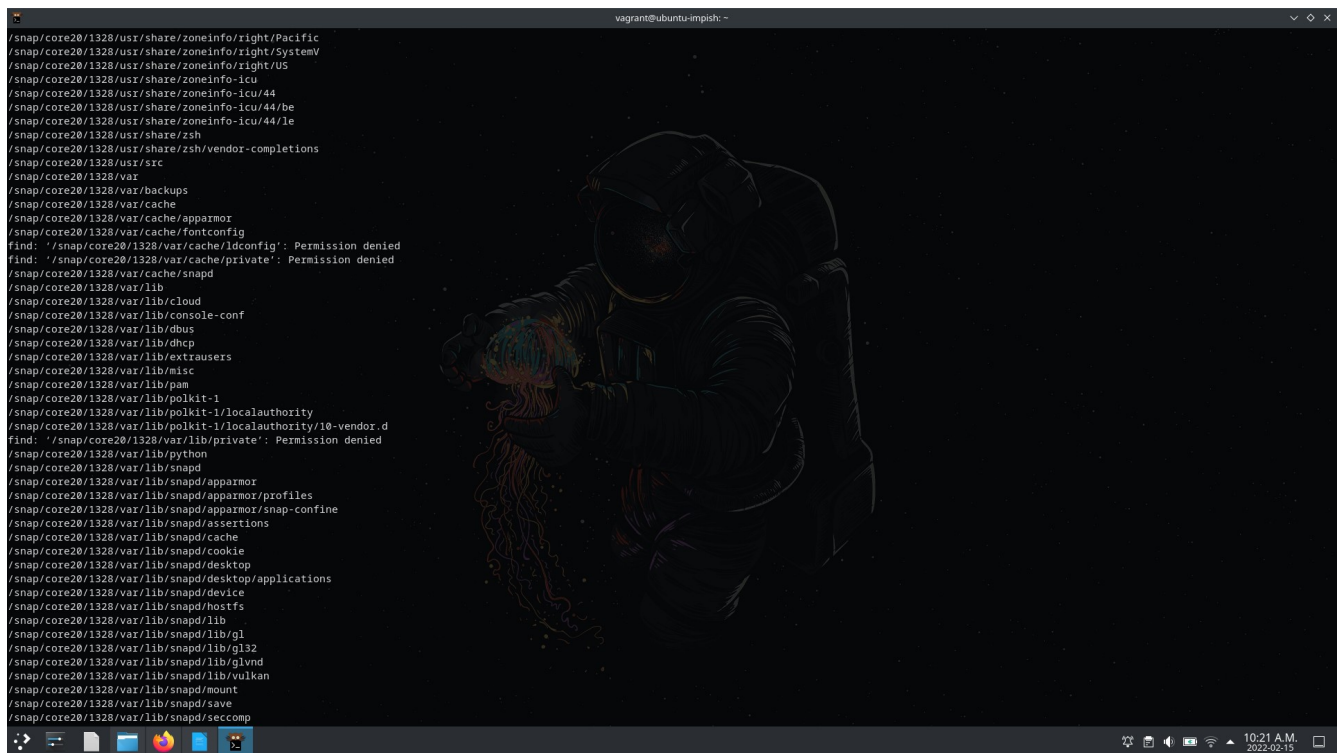 vagrant@ubuntu-impish: ~
/snap/core20/1328/usr/share/zoneinfo/right/Pacific
/snap/core20/1328/usr/share/zoneinfo/right/SystemV
/snap/core20/1328/usr/share/zoneinfo/right/US
/snap/core20/1328/usr/share/zoneinfo-icu
/snap/core20/1328/usr/share/zoneinfo-icu/44
/snap/core20/1328/usr/share/zoneinfo-icu/44/be
/snap/core20/1328/usr/share/zoneinfo-icu/44/le
/snap/core20/1328/usr/share/zsh
/snap/core20/1328/usr/share/zsh/vendor-completions
/snap/core20/1328/usr/src
/snap/core20/1328/var
/snap/core20/1328/var/backups
/snap/core20/1328/var/cache
/snap/core20/1328/var/cache/apparmor
/snap/core20/1328/var/cache/fontconfig
find: ‘/snap/core20/1328/var/cache/ldconfig’: Permission denied
find: ‘/snap/core20/1328/var/cache/private’: Permission denied
/snap/core20/1328/var/cache/snapd
/snap/core20/1328/var/lib
/snap/core20/1328/var/lib/cloud
/snap/core20/1328/var/lib/console-conf
/snap/core20/1328/var/lib/dbus
/snap/core20/1328/var/lib/dhcp
/snap/core20/1328/var/lib/extrausers
/snap/core20/1328/var/lib/misc
/snap/core20/1328/var/lib/pam
/snap/core20/1328/var/lib/polkit-1
/snap/core20/1328/var/lib/polkit-1/localauthority
/snap/core20/1328/var/lib/polkit-1/localauthority/10-vendor.d
find: ‘/snap/core20/1328/var/lib/private’: Permission denied
/snap/core20/1328/var/lib/python
/snap/core20/1328/var/lib/snapd
/snap/core20/1328/var/lib/snapd/apparmor
/snap/core20/1328/var/lib/snapd/apparmor/profiles
/snap/core20/1328/var/lib/snapd/apparmor/snap-confine
/snap/core20/1328/var/lib/snapd/assertions
/snap/core20/1328/var/lib/snapd/cache
/snap/core20/1328/var/lib/snapd/cookie
/snap/core20/1328/var/lib/snapd/desktop
/snap/core20/1328/var/lib/snapd/desktop/applications
/snap/core20/1328/var/lib/snapd/device
/snap/core20/1328/var/lib/snapd/hostfs
/snap/core20/1328/var/lib/snapd/lib
/snap/core20/1328/var/lib/snapd/lib/gl
/snap/core20/1328/var/lib/snapd/lib/gl32
/snap/core20/1328/var/lib/snapd/lib/glvnd
/snap/core20/1328/var/lib/snapd/lib/vulkan
/snap/core20/1328/var/lib/snapd/mount
/snap/core20/1328/var/lib/snapd/save
/snap/core20/1328/var/lib/snapd/seccomp
10:21 A.M.
2022-02-15